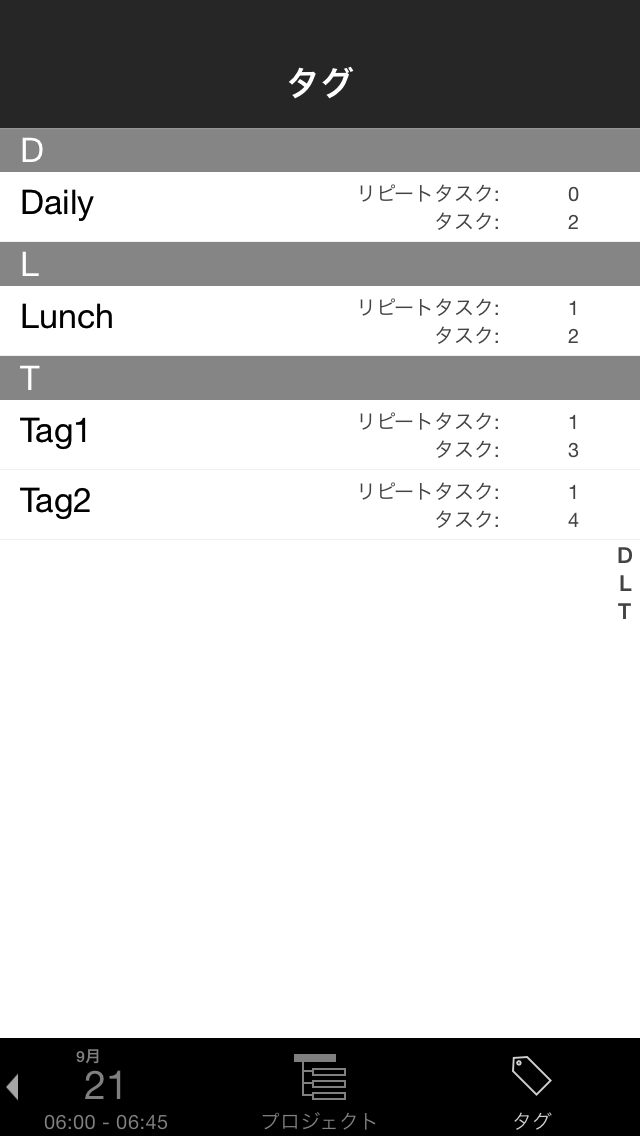 タグ
D
Daily リピートタスク: 0
タスク: 2
L
Lunch リピートタスク: 1
タスク: 2
T
Tag1 リピートタスク: 1
タスク: 3
Tag2 リピートタスク: 1
タスク: 4
D
L
T
9月
21
06:00 - 06:45
プロジェクト
タグ